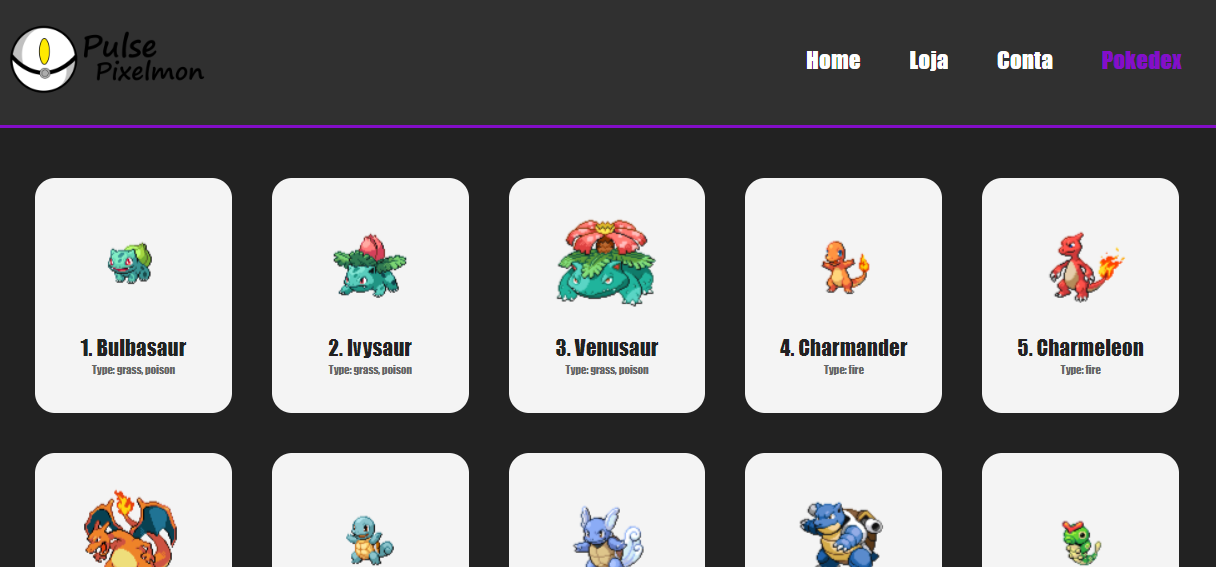 Pulse
Pixelmon
Home Loja Conta Pokedex
1. Bulbasaur
Type: grass, poison
2. Ivysaur
Type: grass, poison
3. Venusaur
Type: grass, poison
4. Charmander
Type: fire
5. Charmeleon
Type: fire